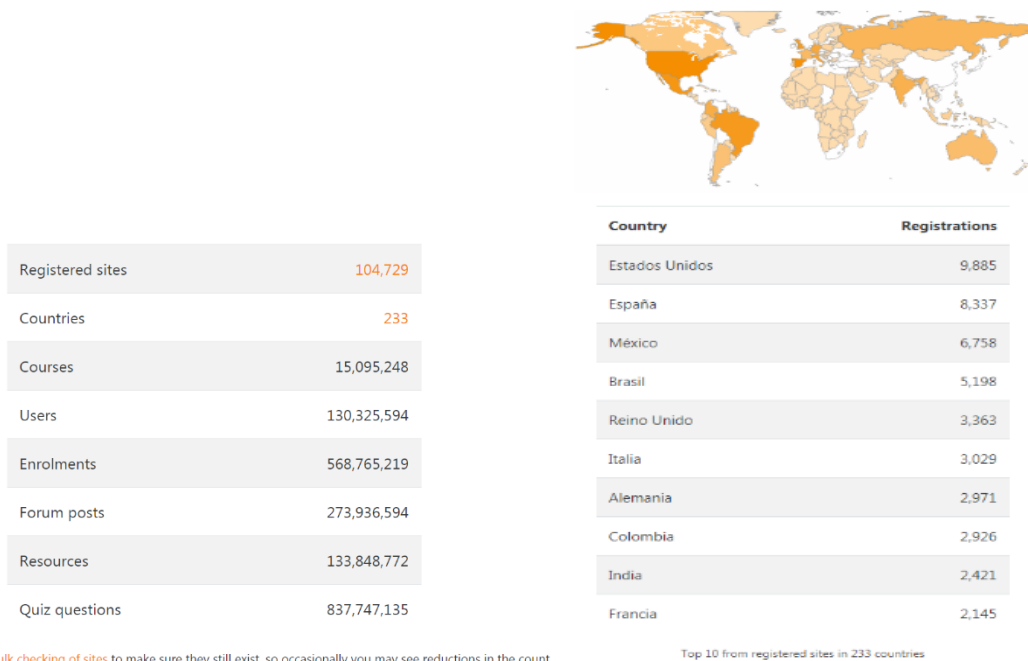 Registered sites 104,729
Countries 233
Courses 15,095,248
Users 130,325,594
Enrolments 568,765,219
Forum posts 273,936,594
Resources 133,848,772
Quiz questions 837,747,135
checking of sites to make sure they still exist, so occasionally you may see reductions in the count
Country Registrations
Estados Unidos 9,885
España 8,337
México 6,758
Brasil 5,198
Reino Unido 3,363
Italia 3,029
Alemania 2,971
Colombia 2,926
India 2,421
Francia 2,145
Top 10 from registered sites in 233 countries